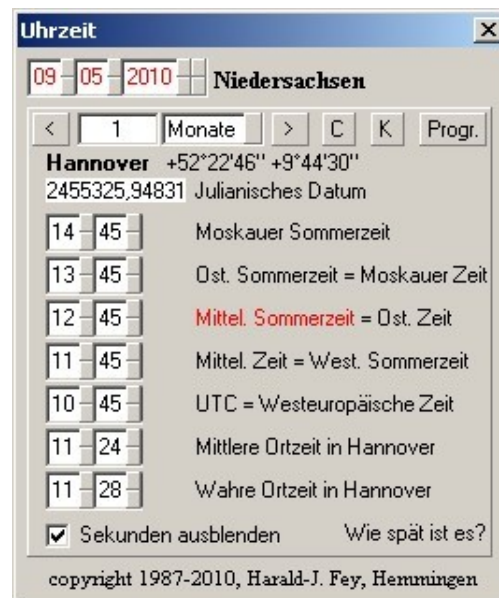 Uhrzeit
09 05 2010 Niedersachsen
< 1 Monate > C K Progr.
Hannover +52°22'46'' +9°44'30''
2455325,94831 Julianisches Datum
14 45 Moskauer Sommerzeit
13 45 Ost. Sommerzeit = Moskauer Zeit
12 45 Mittel. Sommerzeit = Ost. Zeit
11 45 Mittel. Zeit = West. Sommerzeit
10 45 UTC = Westeuropäische Zeit
11 24 Mittlere Ortzeit in Hannover
11 28 Wahre Ortzeit in Hannover
Sekunden ausblenden Wie spät ist es?
copyright 1987-2010, Harald-J. Fey, Hemmingen